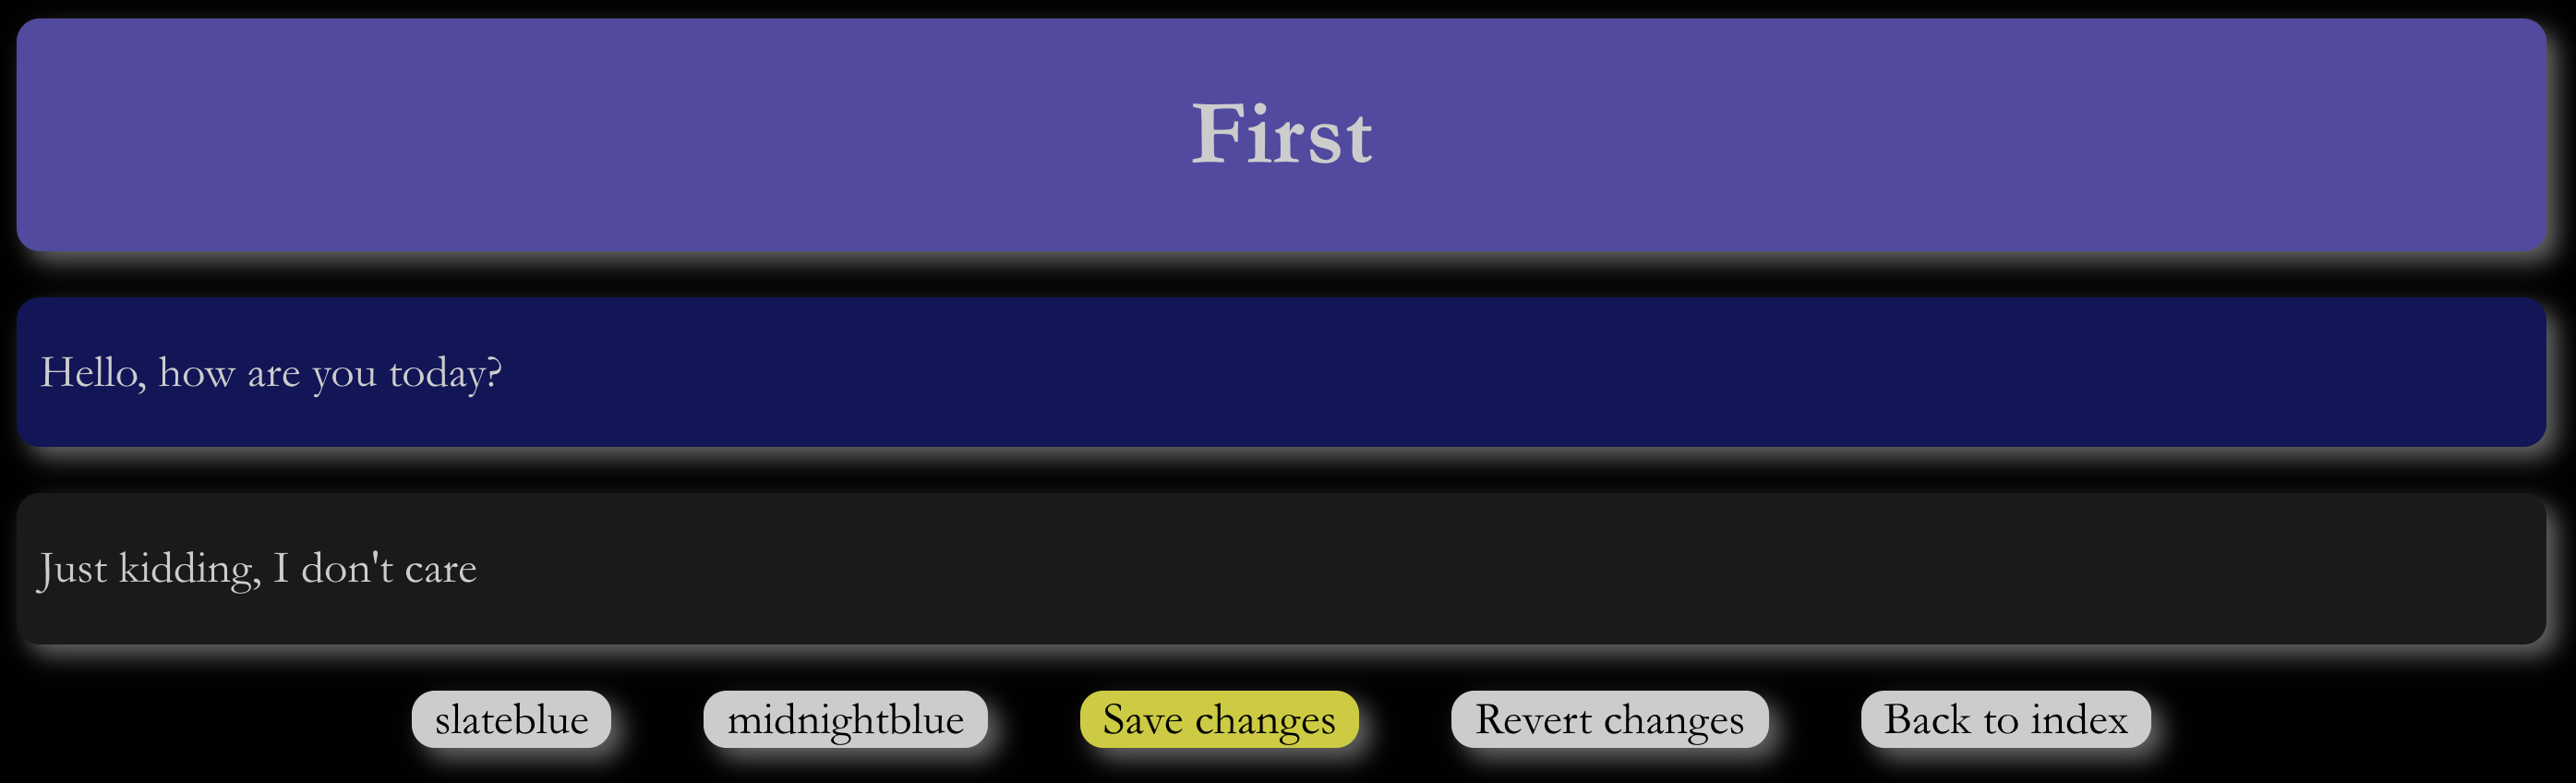 First
Hello, how are you today?
Just kidding, I don't care
slateblue midnightblue Save changes Revert changes Back to index